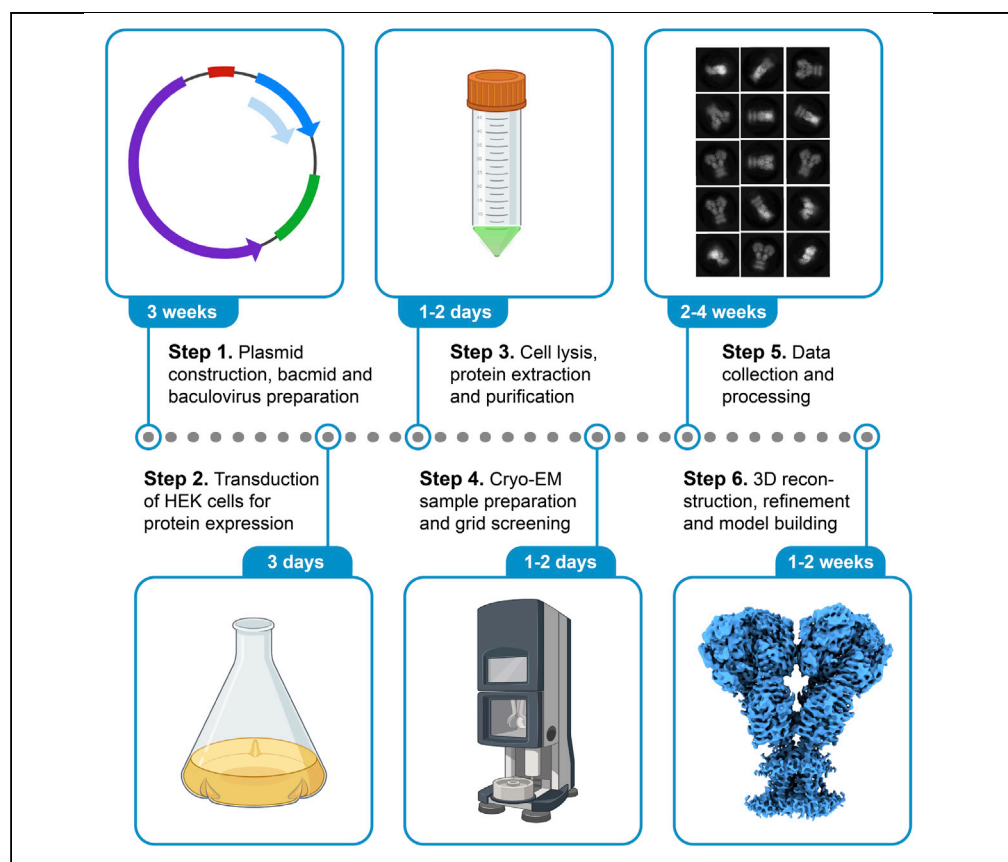 3 weeks
Step 1. Plasmid
construction, bacmid and
baculovirus preparation
1-2 days
Step 3. Cell lysis,
protein extraction
and purification
2-4 weeks
Step 5. Data
collection and
processing
Step 2. Transduction
of HEK cells for
protein expression
3 days
Step 4. Cryo-EM
sample preparation
and grid screening
1-2 days
Step 6. 3D recon-
struction, refinement
and model building
1-2 weeks